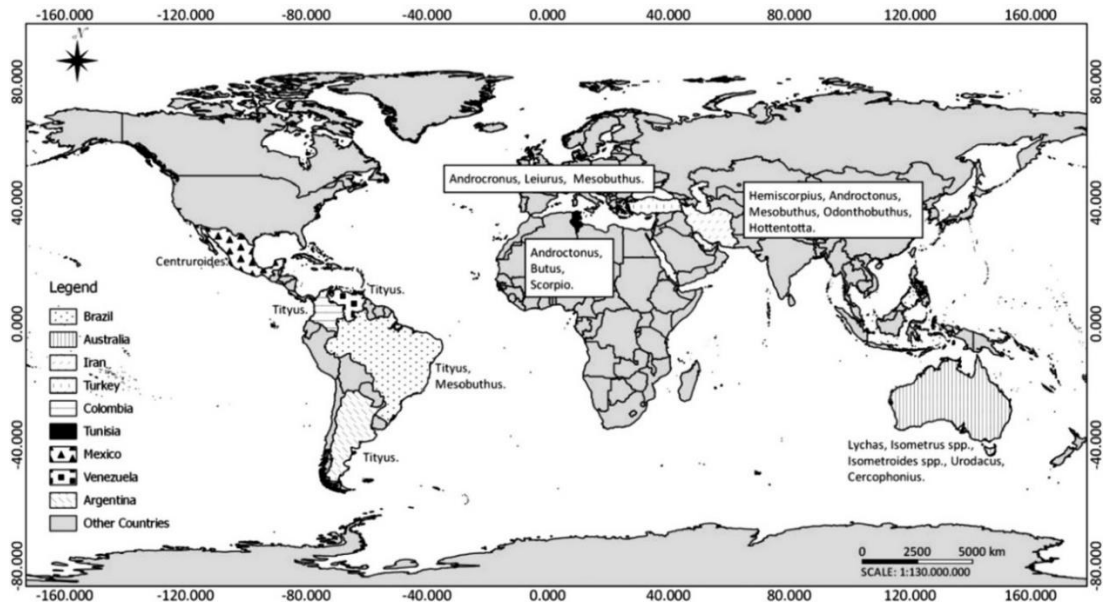 -160.000 -120.000 -80.000 -40.000 0.000 40.000 80.000 120.000 160.000
80.000
40.000
0.000
-40.000
-80.000
80.000
40.000
0.000
-40.000
-80.000
Androcronus, Leiurus, Mesobuthus.
Hemiscorpius, Androctonus,
Mesobuthus, Odonthobuthus,
Hottentotta.
Androctonus,
Butus,
Scorpio.
Centruroides.
Tityus.
Tityus.
Tityus,
Mesobuthus.
Tityus.
Lychas, Isometrus spp.,
Isometroides spp., Urodacus,
Cercophonius.
Legend
Brazil
Australia
Iran
Turkey
Colombia
Tunisia
Mexico
Venezuela
Argentina
Other Countries
0 2500 5000 km
SCALE: 1:130.000.000
-160.000 -120.000 -80.000 -40.000 0.000 40.000 80.000 120.000 160.000